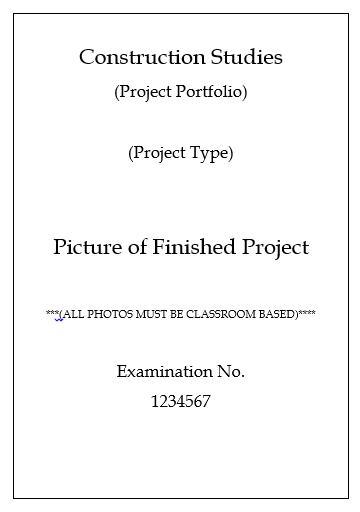 Construction Studies
(Project Portfolio)
(Project Type)
Picture of Finished Project
***(ALL PHOTOS MUST BE CLASSROOM BASED)****
Examination No.
1234567